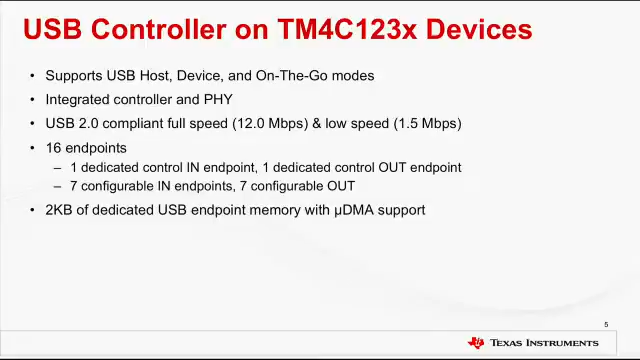 USB Controller on TM4C123x Devices
• Supports USB Host, Device, and On-The-Go modes
• Integrated controller and PHY
• USB 2.0 compliant full speed (12.0 Mbps) & low speed (1.5 Mbps)
• 16 endpoints
– 1 dedicated control IN endpoint, 1 dedicated control OUT endpoint
– 7 configurable IN endpoints, 7 configurable OUT
• 2KB of dedicated USB endpoint memory with µDMA support
5
TEXAS INSTRUMENTS